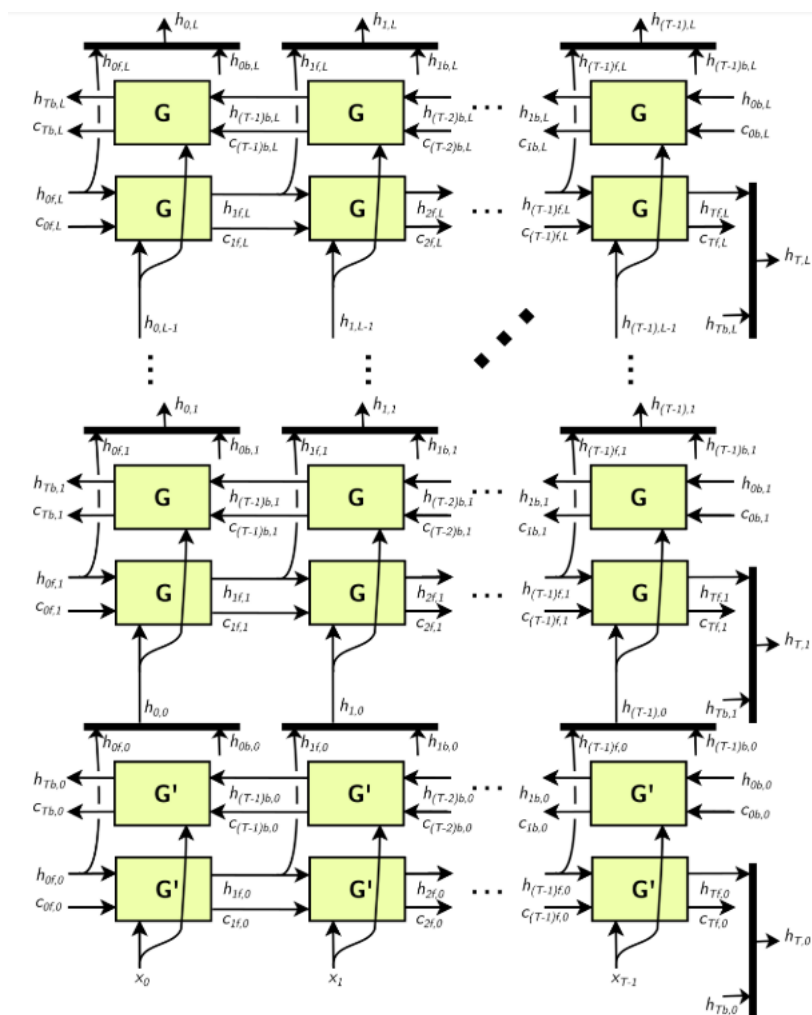 h0,L h1,L h(T-1),L
h0f,L h0b,L h1f,L h1b,L h(T-1)f,L h(T-1)b,L
hTb,L G h(T-1)b,L G h(T-2)b,L ... h1b,L G h0b,L
cTb,L c(T-1)b,L c(T-2)b,L c1b,L c0b,L
h0f,L G h1f,L G h2f,L ... h(T-1)f,L G hTf,L
c0f,L c1f,L c2f,L c(T-1)f,L cTf,L
hT,L
h0,L-1 h1,L-1 h(T-1),L-1 hTb,L
h0,1 h1,1 h(T-1),1
h0f,1 h0b,1 h1f,1 h1b,1 h(T-1)f,1 h(T-1)b,1
hTb,1 G h(T-1)b,1 G h(T-2)b,1 ... h1b,1 G h0b,1
cTb,1 c(T-1)b,1 c(T-2)b,1 c1b,1 c0b,1
h0f,1 G h1f,1 G h2f,1 ... h(T-1)f,1 G hTf,1
c0f,1 c1f,1 c2f,1 c(T-1)f,1 cTf,1
hT,1
h0,0 h1,0 h(T-1),0 hTb,1
h0f,0 h0b,0 h1f,0 h1b,0 h(T-1)f,0 h(T-1)b,0
hTb,0 G' h(T-1)b,0 G' h(T-2)b,0 ... h1b,0 G' h0b,0
cTb,0 c(T-1)b,0 c(T-2)b,0 c1b,0 c0b,0
h0f,0 G' h1f,0 G' h2f,0 ... h(T-1)f,0 G' hTf,0
c0f,0 c1f,0 c2f,0 c(T-1)f,0 cTf,0
hT,0
x0 x1 xT-1
hTb,0